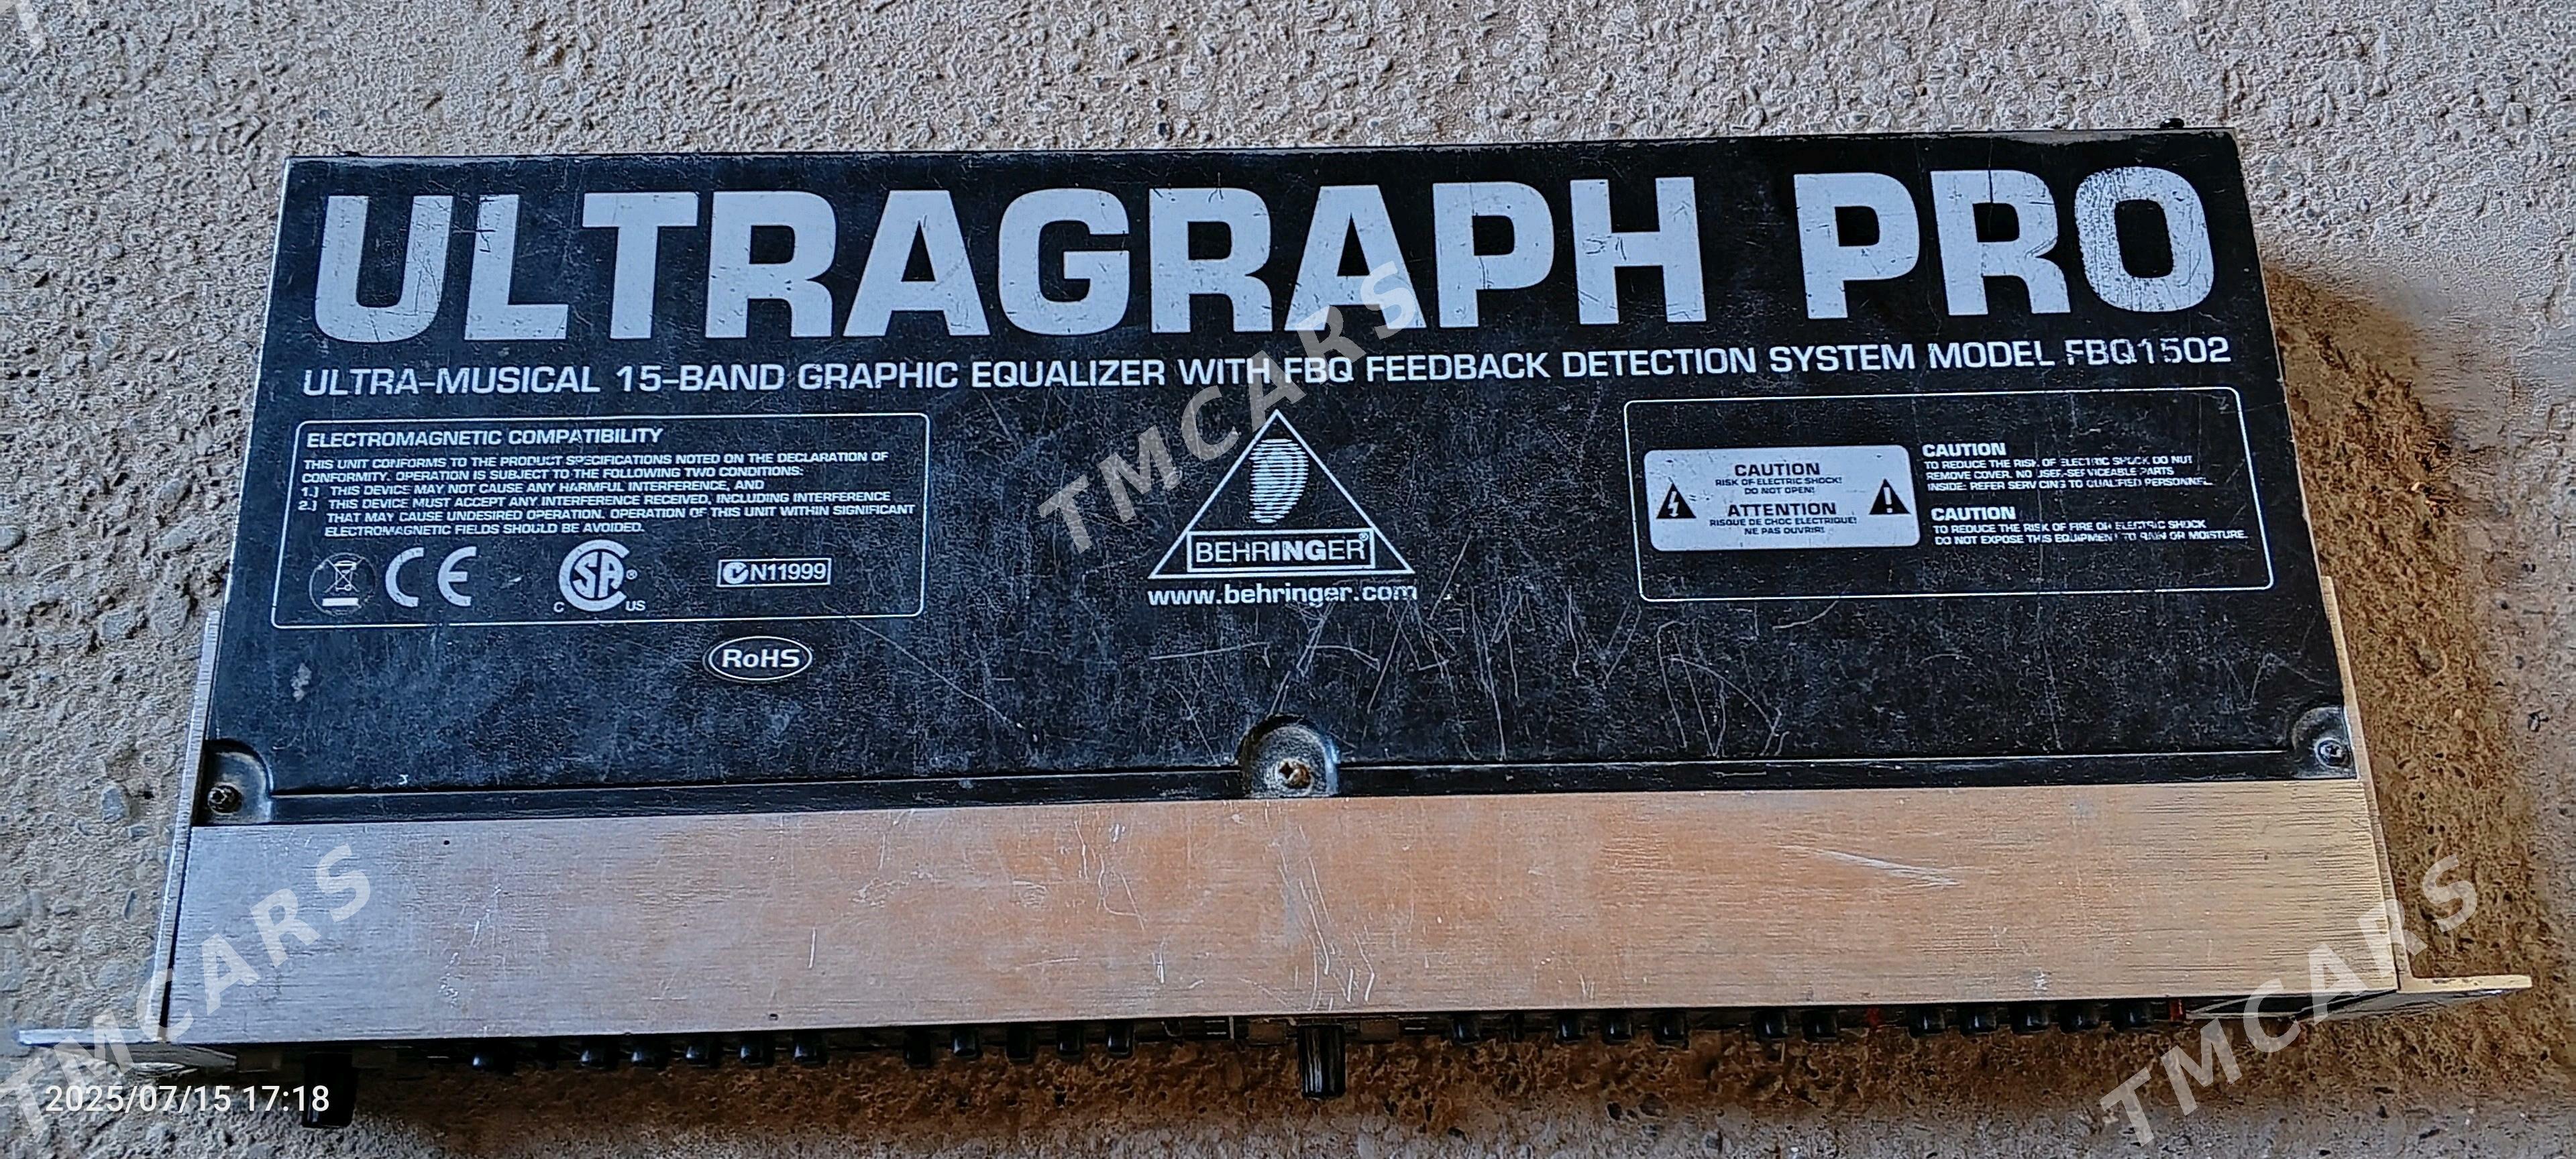 ULTRAGRAPH PRO
ULTRA-MUSICAL 15-BAND GRAPHIC EQUALIZER WITH FBQ FEEDBACK DETECTION SYSTEM MODEL FBQ1502
ELECTROMAGNETIC COMPATIBILITY
THIS UNIT CONFORMS TO THE PRODUCT SPECIFICATIONS NOTED ON THE DECLARATION OF
CONFORMITY. OPERATION IS SUBJECT TO THE FOLLOWING TWO CONDITIONS:
1.) THIS DEVICE MAY NOT CAUSE ANY HARMFUL INTERFERENCE, AND
2.) THIS DEVICE MUST ACCEPT ANY INTERFERENCE RECEIVED, INCLUDING INTERFERENCE
THAT MAY CAUSE UNDESIRED OPERATION. OPERATION OF THIS UNIT WITHIN SIGNIFICANT
ELECTROMAGNETIC FIELDS SHOULD BE AVOIDED.
CE
C SA® US
N11999
RoHS
BEHRINGER®
www.behringer.com
CAUTION
RISK OF ELECTRIC SHOCK!
DO NOT OPEN!
ATTENTION
RISQUE DE CHOC ELECTRIQUE!
NE PAS OUVRIR!
CAUTION
TO REDUCE THE RISK OF ELECTRIC SHOCK DO NOT
REMOVE COVER. NO USER-SERVICEABLE PARTS
INSIDE: REFER SERVICING TO QUALIFIED PERSONNEL.
CAUTION
TO REDUCE THE RISK OF FIRE OR ELECTRIC SHOCK
DO NOT EXPOSE THIS EQUIPMENT TO RAIN OR MOISTURE.
TMCARS
TMCARS
TMCARS
2025/07/15 17:18